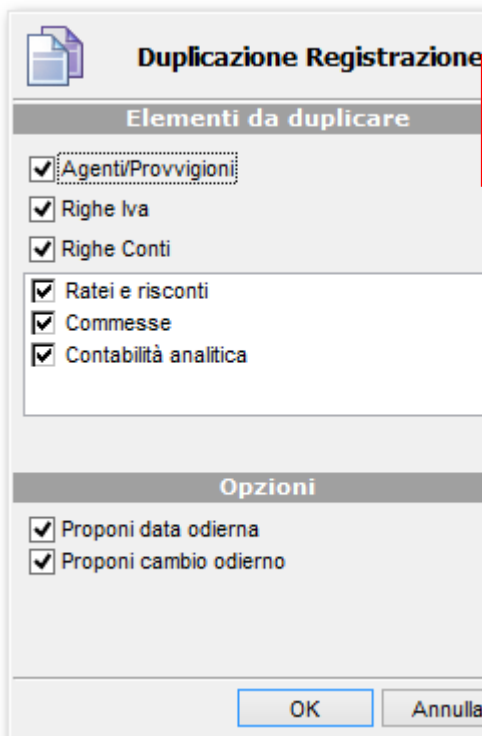 Duplicazione Registrazione
Elementi da duplicare
Agenti/Provvigioni
Righe Iva
Righe Conti
Ratei e risconti
Commesse
Contabilità analitica
Opzioni
Proponi data odierna
Proponi cambio odierno
OK Annulla